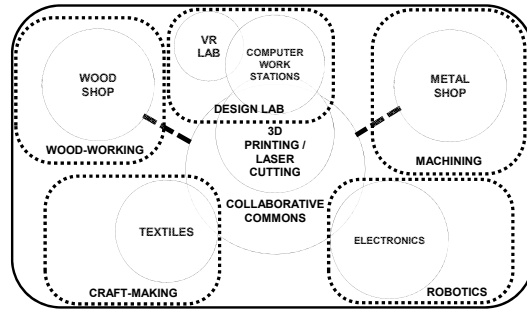 WOOD
SHOP
WOOD-WORKING
VR
LAB
COMPUTER
WORK
STATIONS
DESIGN LAB
METAL
SHOP
MACHINING
3D
PRINTING /
LASER
CUTTING
COLLABORATIVE
COMMONS
TEXTILES
CRAFT-MAKING
ELECTRONICS
ROBOTICS